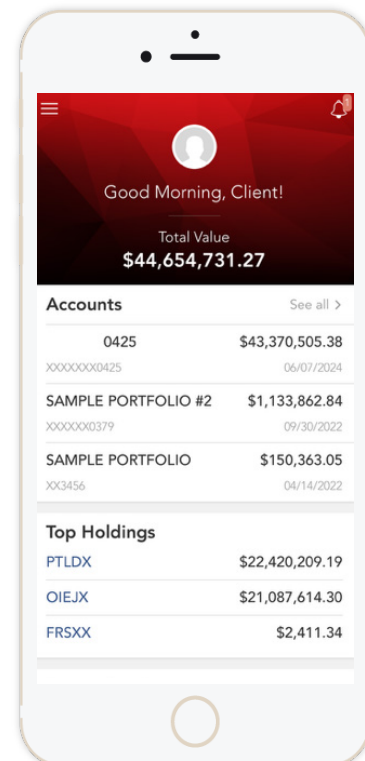 1
Good Morning, Client!
Total Value
$44,654,731.27
Accounts See all >
0425 $43,370,505.38
XXXXXXX0425 06/07/2024
SAMPLE PORTFOLIO #2 $1,133,862.84
XXXXXX0379 09/30/2022
SAMPLE PORTFOLIO $150,363.05
XX3456 04/14/2022
Top Holdings
PTLDX $22,420,209.19
OIEJX $21,087,614.30
FRSXX $2,411.34